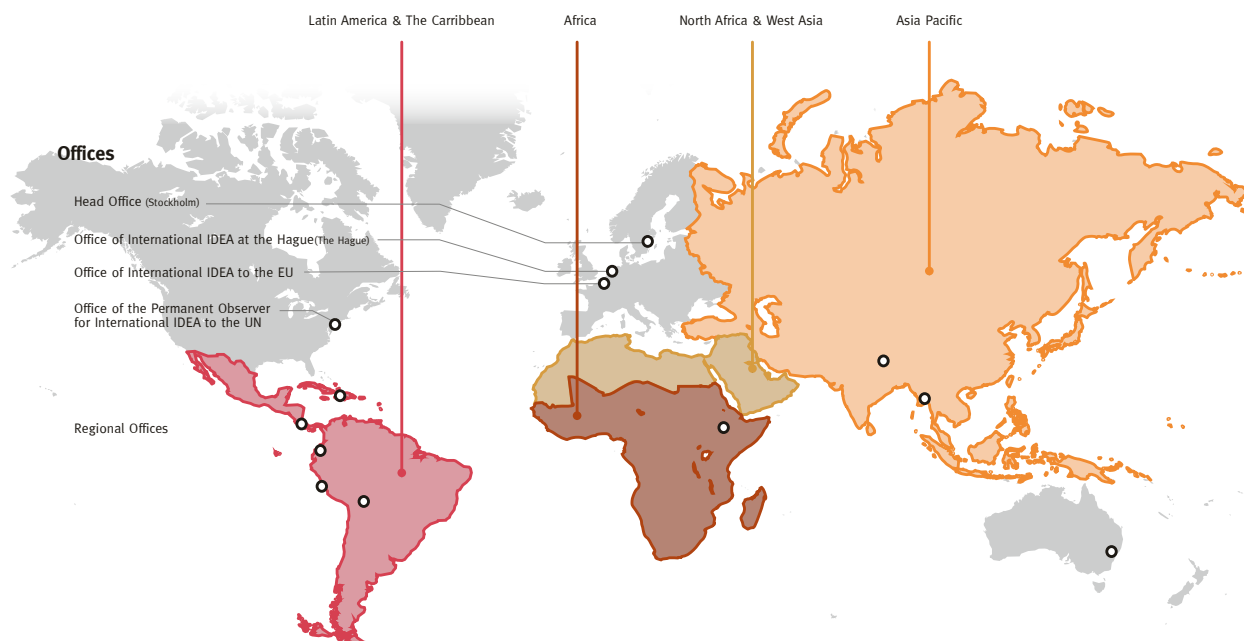 Latin America & The Carribbean
Africa
North Africa & West Asia
Asia Pacific
Offices
Head Office (Stockholm)
Office of International IDEA at the Hague(The Hague)
Office of International IDEA to the EU
Office of the Permanent Observer
for International IDEA to the UN
Regional Offices